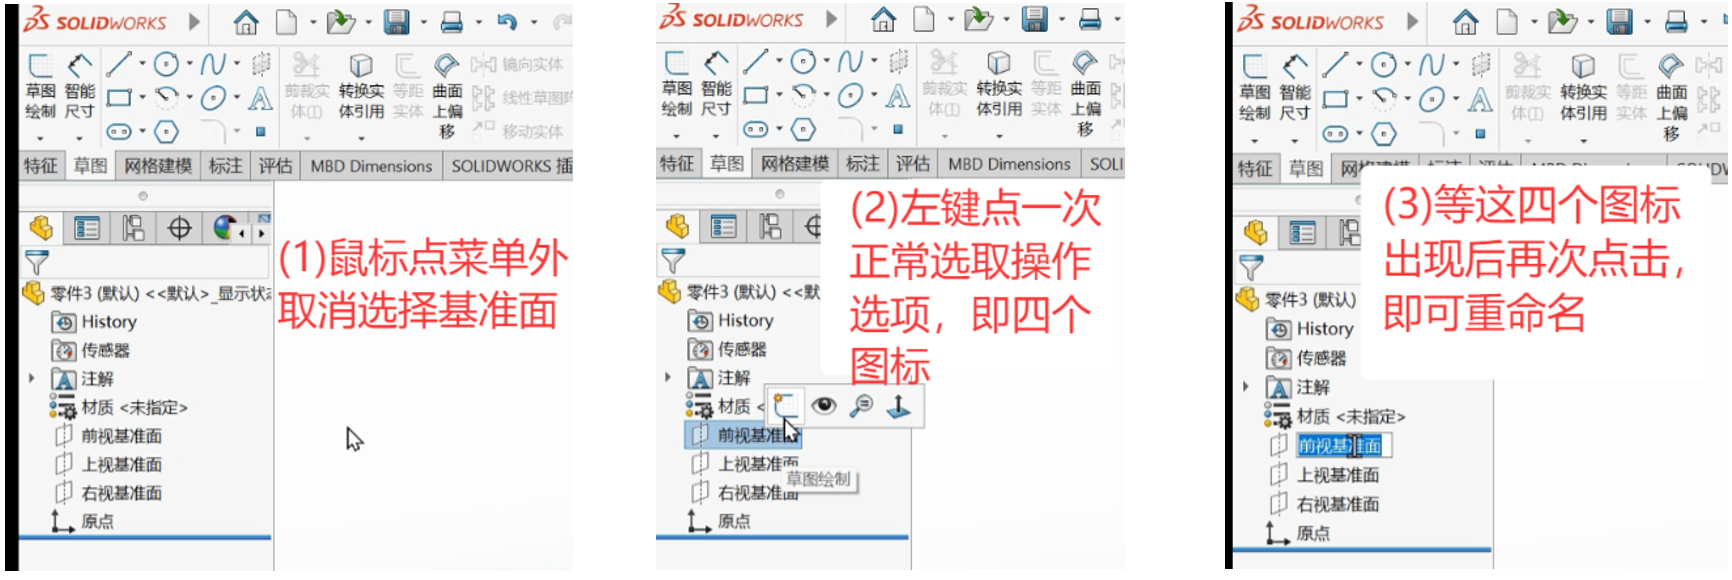 SOLIDWORKS
草图绘制
智能尺寸
剪裁实体(I)
转换实体引用
等距实体
曲面上偏移
镜向实体
线性草图阵
移动实体
特征 草图 网格建模 标注 评估 MBD Dimensions SOLIDWORKS 插
零件3 (默认) <<默认>_显示状态
History
传感器
注解
材质 <未指定>
前视基准面
上视基准面
右视基准面
原点
(1)鼠标点菜单外
取消选择基准面
SOLIDWORKS
草图绘制
智能尺寸
剪裁实体(I)
转换实体引用
等距实体
曲面上偏移
特征 草图 网格建模 标注 评估 MBD Dimensions SOLI
零件3 (默认) <<默
History
传感器
注解
材质 <
前视基准面
上视基准面
草图绘制
右视基准面
原点
(2)左键点一次
正常选取操作
选项，即四个
图标
SOLIDWORKS
草图绘制
智能尺寸
剪裁实体(I)
转换实体引用
等距实体
曲面上偏移
特征 草图
零件3 (默认)
History
传感器
注解
材质 <未指定>
前视基准面
上视基准面
右视基准面
原点
(3)等这四个图标
出现后再次点击，
即可重命名